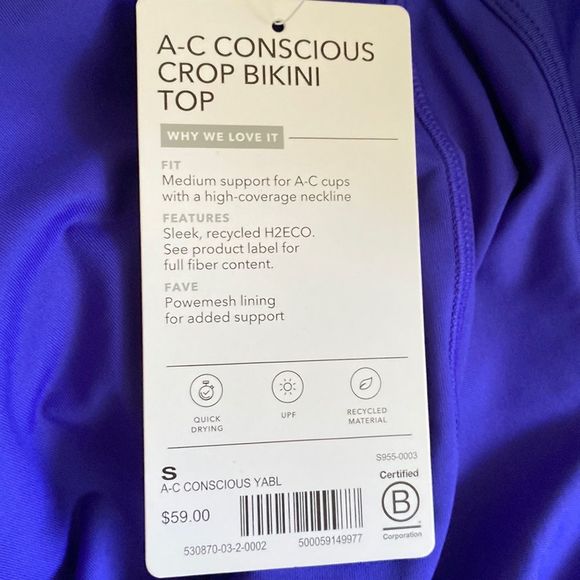 A-C CONSCIOUS
CROP BIKINI
TOP
WHY WE LOVE IT
FIT
Medium support for A-C cups
with a high-coverage neckline
FEATURES
Sleek, recycled H2ECO.
See product label for
full fiber content.
FAVE
Powemesh lining
for added support
QUICK
DRYING
UPF
RECYCLED
MATERIAL
S955-0003
S
A-C CONSCIOUS YABL
$59.00
530870-03-2-0002
500059149977
Certified
B
Corporation